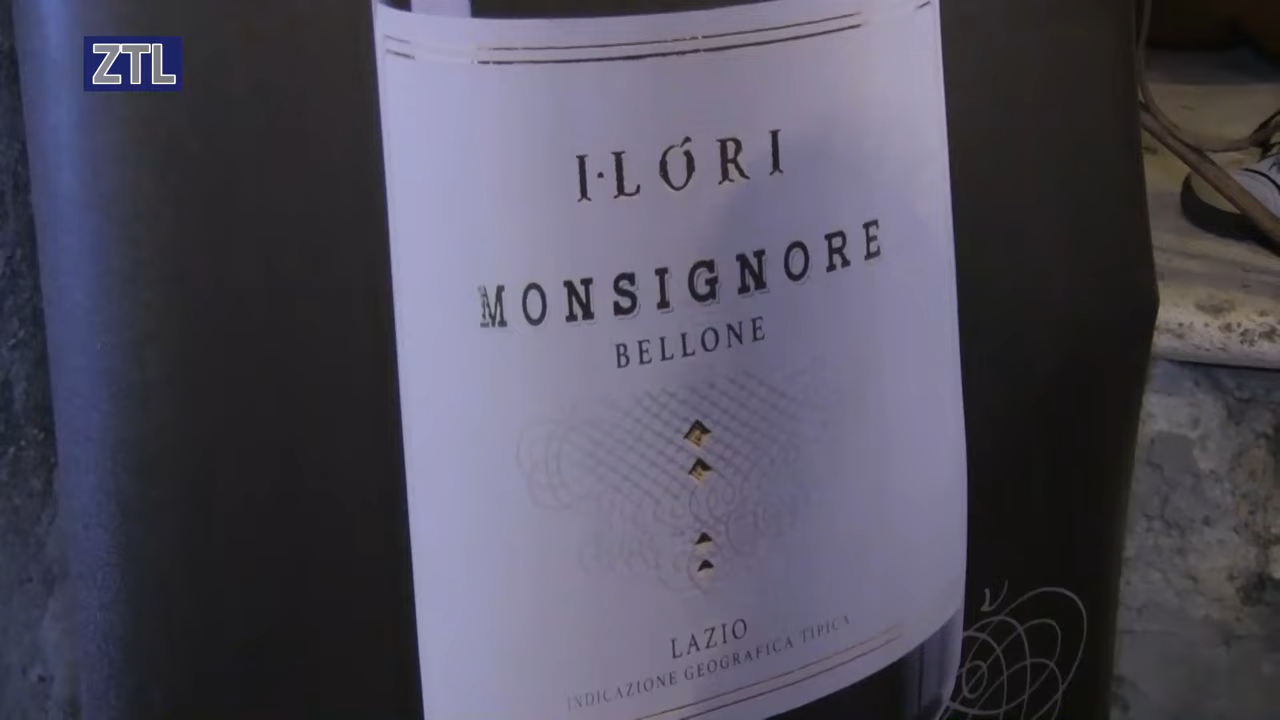 ZTL
I·LÓRI
MONSIGNORE
BELLONE
LAZIO
INDICAZIONE GEOGRAFICA TIPICA